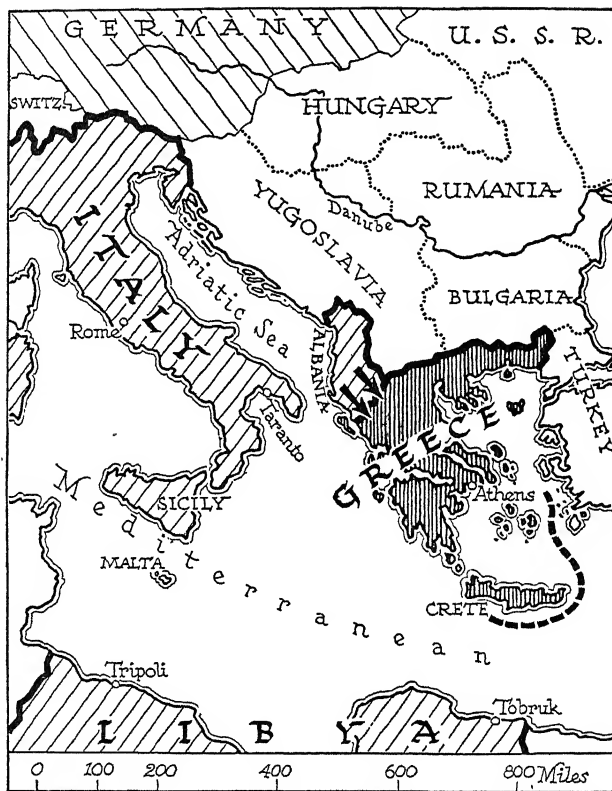 GERMANY
U. S. S. R.
SWITZ.
HUNGARY
RUMANIA
YUGOSLAVIA
Danube
ITALY
Adriatic Sea
BULGARIA
Rome
ALBANIA
TURKEY
Taranto
GREECE
Athens
SICILY
Mediterranean
MALTA
CRETE
Tripoli
Tobruk
LIBYA
0 100 200 400 600 800 Miles